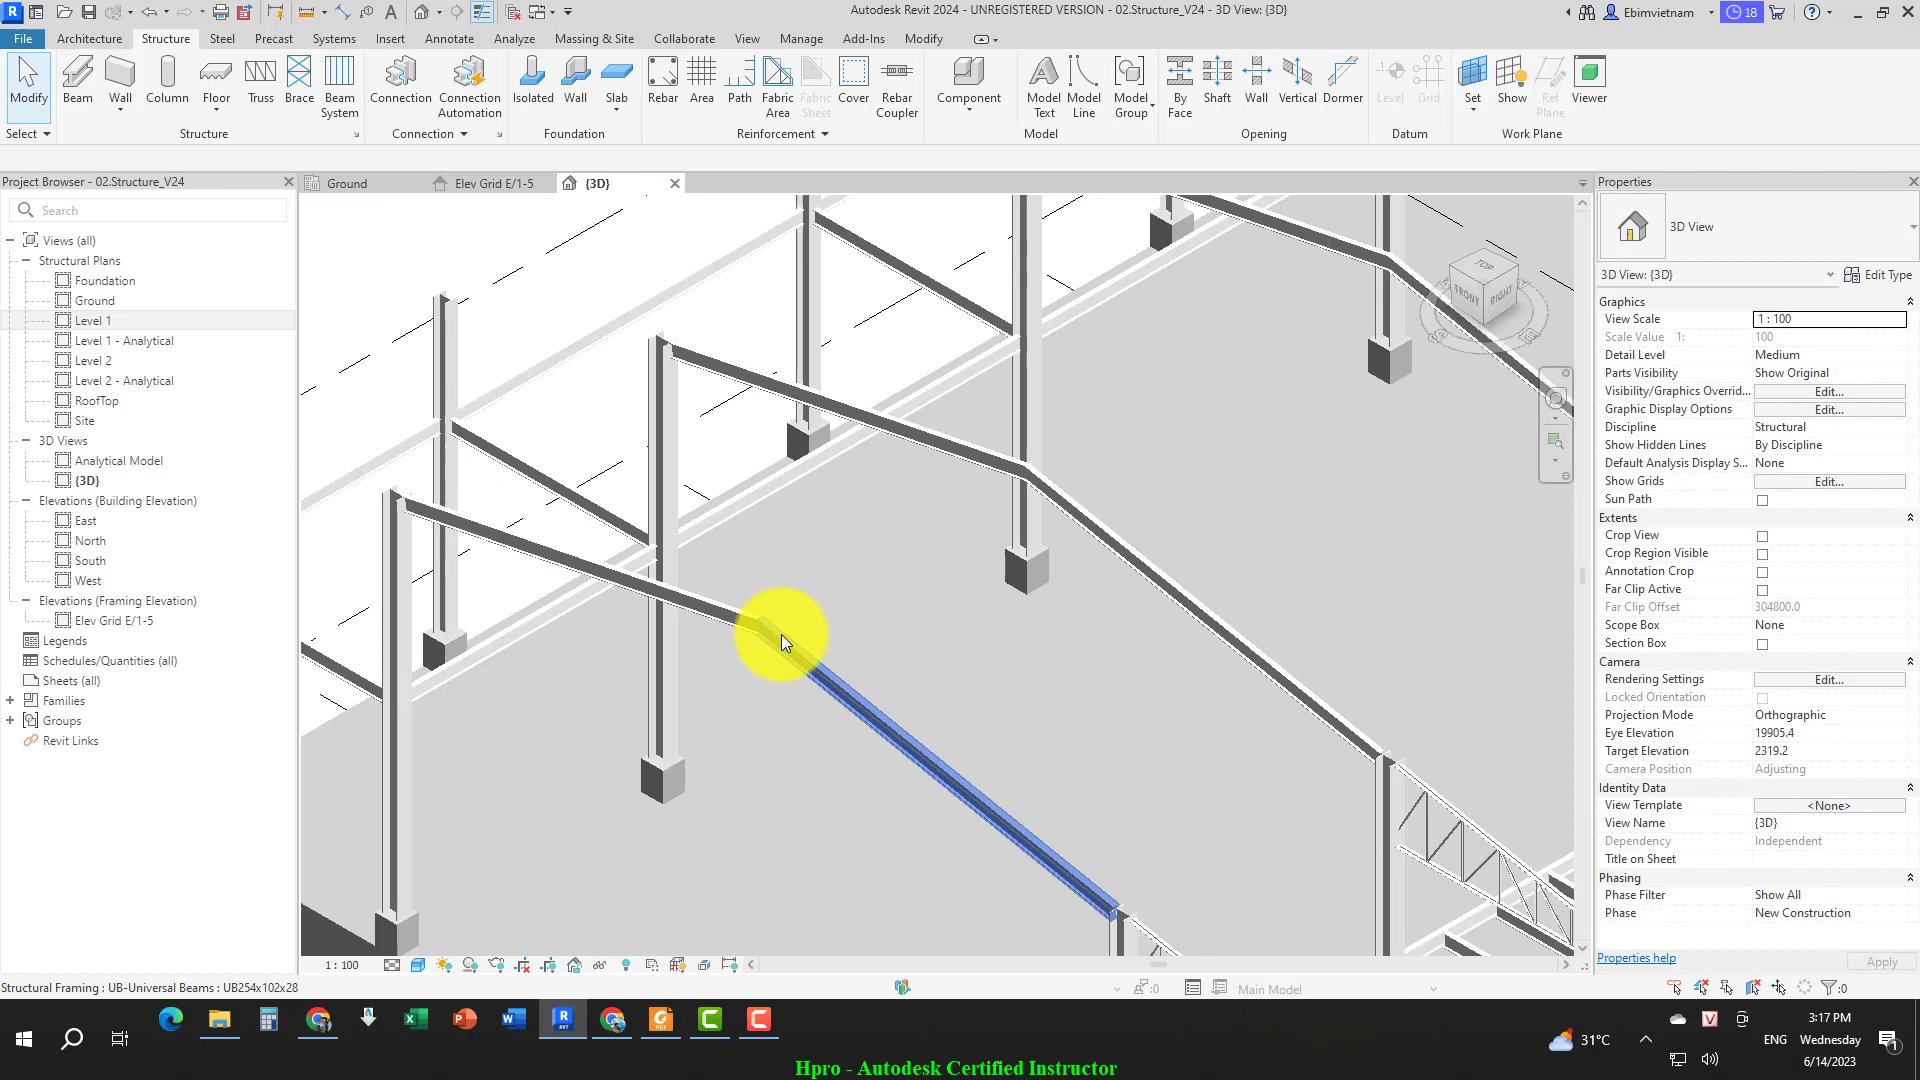 Autodesk Revit 2024 - UNREGISTERED VERSION - 02.Structure_V24 - 3D View: {3D}
Ebimvietnam
18
File Architecture Structure Steel Precast Systems Insert Annotate Analyze Massing & Site Collaborate View Manage Add-Ins Modify
Modify Beam Wall Column Floor Truss Brace Beam System Connection Connection Automation Isolated Wall Slab Rebar Area Path Fabric Area Fabric Sheet Cover Rebar Coupler Component Model Text Model Line Model Group By Face Shaft Wall Vertical Dormer Level Grid Set Show Ref Plane Viewer
Select Structure Connection Foundation Reinforcement Model Opening Datum Work Plane
Project Browser - 02.Structure_V24
Search
Views (all)
Structural Plans
Foundation
Ground
Level 1
Level 1 - Analytical
Level 2
Level 2 - Analytical
RoofTop
Site
3D Views
Analytical Model
{3D}
Elevations (Building Elevation)
East
North
South
West
Elevations (Framing Elevation)
Elev Grid E/1-5
Legends
Schedules/Quantities (all)
Sheets (all)
Families
Groups
Revit Links
Ground
Elev Grid E/1-5
{3D}
TOP
FRONT
RIGHT
1 : 100
Properties
3D View
3D View: {3D}
Edit Type
Graphics
View Scale 1 : 100
Scale Value 1: 100
Detail Level Medium
Parts Visibility Show Original
Visibility/Graphics Overrid... Edit...
Graphic Display Options Edit...
Discipline Structural
Show Hidden Lines By Discipline
Default Analysis Display S... None
Show Grids Edit...
Sun Path
Extents
Crop View
Crop Region Visible
Annotation Crop
Far Clip Active
Far Clip Offset 304800.0
Scope Box None
Section Box
Camera
Rendering Settings Edit...
Locked Orientation
Projection Mode Orthographic
Eye Elevation 19905.4
Target Elevation 2319.2
Camera Position Adjusting
Identity Data
View Template <None>
View Name {3D}
Dependency Independent
Title on Sheet
Phasing
Phase Filter Show All
Phase New Construction
Properties help
Apply
Structural Framing : UB-Universal Beams : UB254x102x28
:0
Main Model
:0
31°C
ENG
3:17 PM
Wednesday
6/14/2023
1
Hpro - Autodesk Certified Instructor